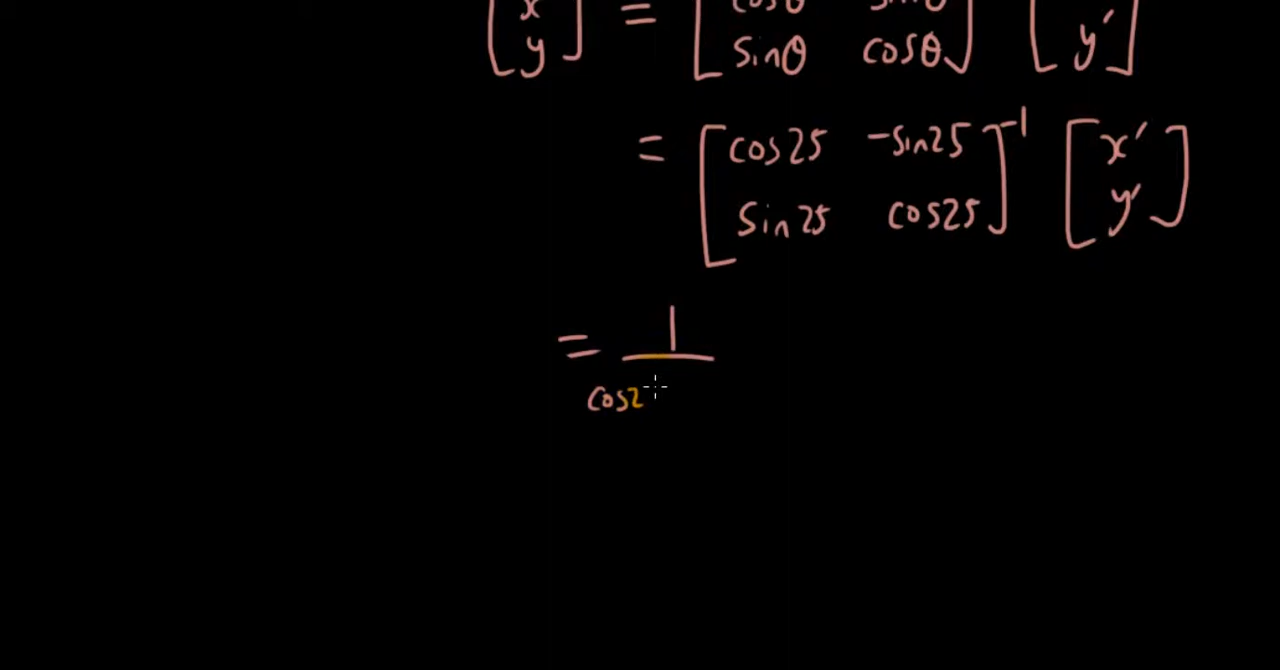 [x] = [cosθ sinθ] [
[y] [sinθ cosθ] [y']
= [cos25 -sin25]⁻¹ [x']
[sin25 cos25] [y']
= 1
cos2